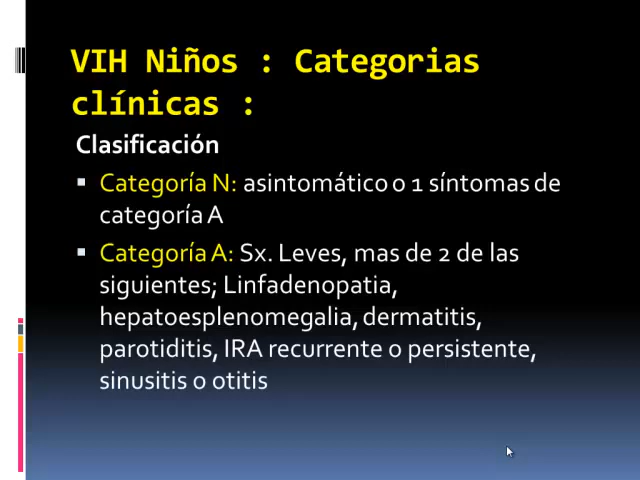 VIH Niños : Categorias
clínicas :
Clasificación
Categoría N: asintomático o 1 síntomas de
categoría A
Categoría A: Sx. Leves, mas de 2 de las
siguientes; Linfadenopatia,
hepatoesplenomegalia, dermatitis,
parotiditis, IRA recurrente o persistente,
sinusitis o otitis